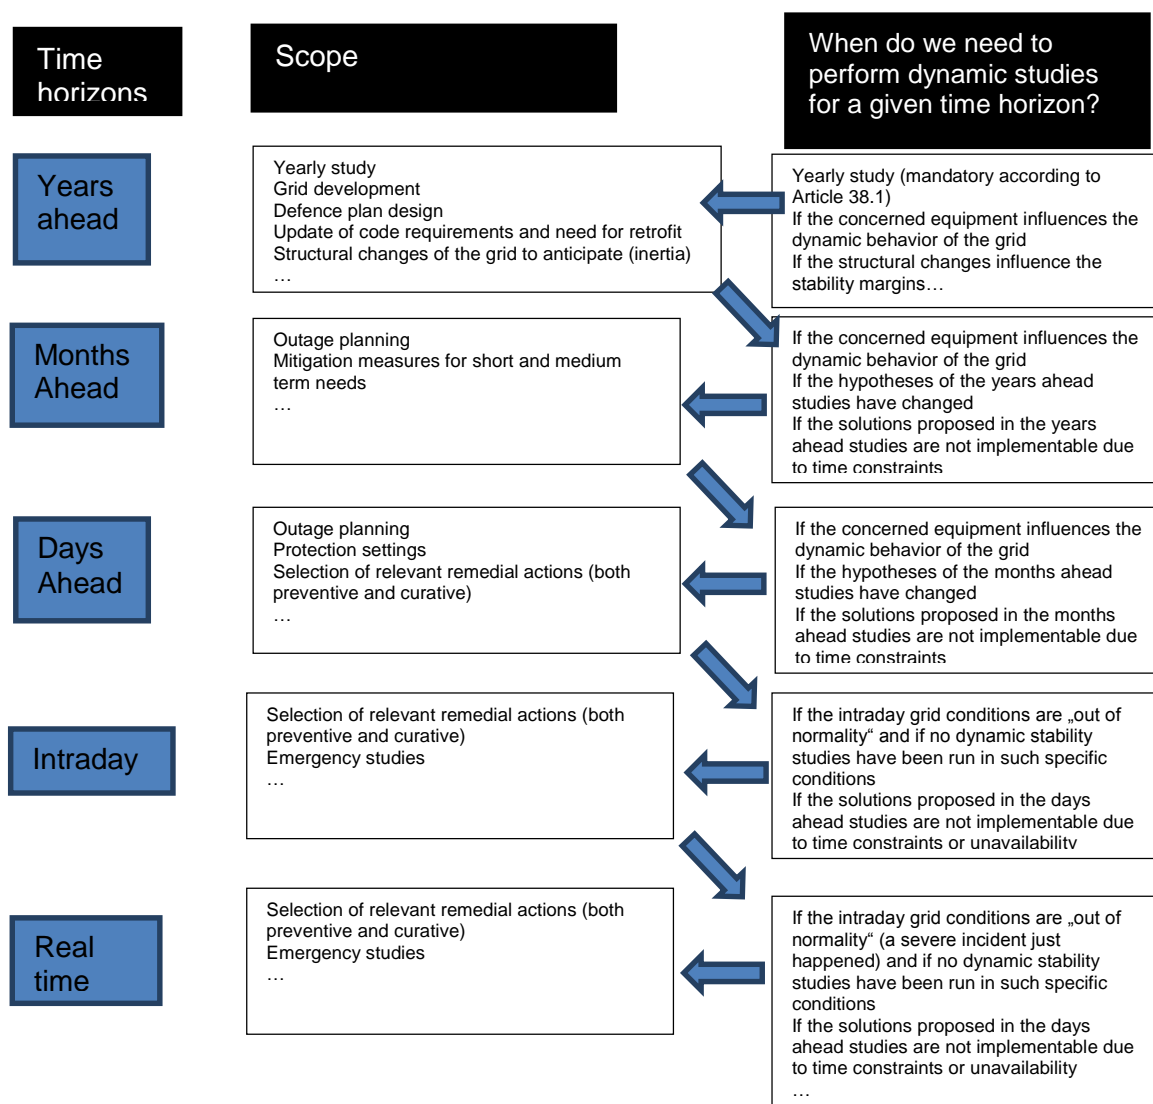 Time
horizons
Scope
When do we need to
perform dynamic studies
for a given time horizon?
Years
ahead
Yearly study
Grid development
Defence plan design
Update of code requirements and need for retrofit
Structural changes of the grid to anticipate (inertia)
…
Yearly study (mandatory according to
Article 38.1)
If the concerned equipment influences the
dynamic behavior of the grid
If the structural changes influence the
stability margins…
Months
Ahead
Outage planning
Mitigation measures for short and medium
term needs
…
If the concerned equipment influences the
dynamic behavior of the grid
If the hypotheses of the years ahead
studies have changed
If the solutions proposed in the years
ahead studies are not implementable due
to time constraints
Days
Ahead
Outage planning
Protection settings
Selection of relevant remedial actions (both
preventive and curative)
…
If the concerned equipment influences the
dynamic behavior of the grid
If the hypotheses of the months ahead
studies have changed
If the solutions proposed in the months
ahead studies are not implementable due
to time constraints
Intraday
Selection of relevant remedial actions (both
preventive and curative)
Emergency studies
…
If the intraday grid conditions are „out of
normality“ and if no dynamic stability
studies have been run in such specific
conditions
If the solutions proposed in the days
ahead studies are not implementable due
to time constraints or unavailability
Real
time
Selection of relevant remedial actions (both
preventive and curative)
Emergency studies
…
If the intraday grid conditions are „out of
normality“ (a severe incident just
happened) and if no dynamic stability
studies have been run in such specific
conditions
If the solutions proposed in the days
ahead studies are not implementable due
to time constraints or unavailability
…